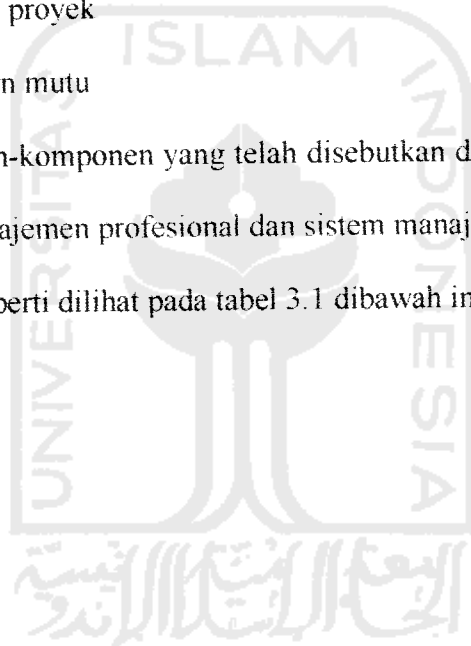 proyek
n mutu
n-komponen yang telah disebutkan d
ajemen profesional dan sistem manaj
perti dilihat pada tabel 3.1 dibawah in
ISLAM
UNIVERSITAS
INDONESIA